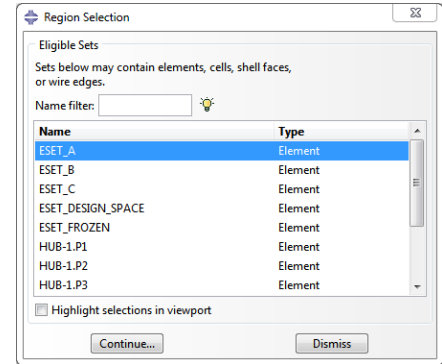 Region Selection
Eligible Sets
Sets below may contain elements, cells, shell faces,
or wire edges.
Name filter:
Name Type
ESET_A Element
ESET_B Element
ESET_C Element
ESET_DESIGN_SPACE Element
ESET_FROZEN Element
HUB-1.P1 Element
HUB-1.P2 Element
HUB-1.P3 Element
Highlight selections in viewport
Continue... Dismiss